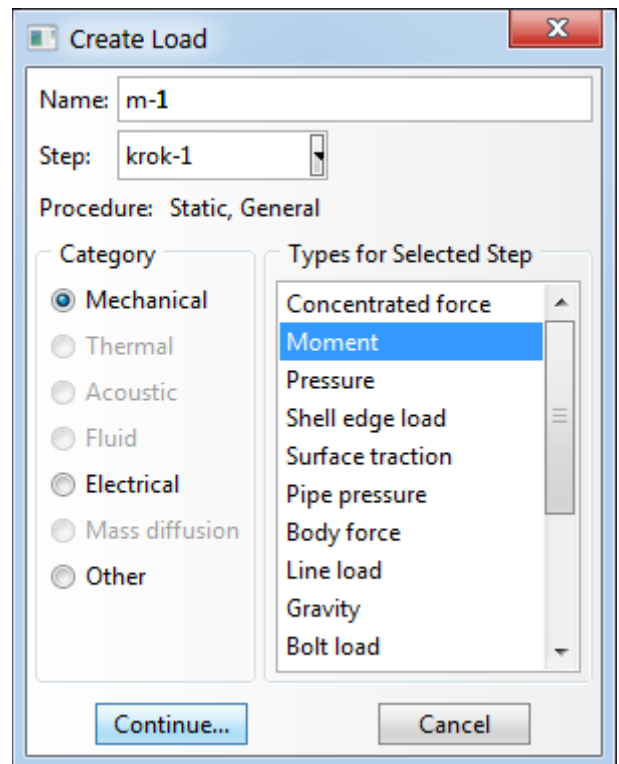 Create Load
Name: m-1
Step: krok-1
Procedure: Static, General
Category
Mechanical
Thermal
Acoustic
Fluid
Electrical
Mass diffusion
Other
Types for Selected Step
Concentrated force
Moment
Pressure
Shell edge load
Surface traction
Pipe pressure
Body force
Line load
Gravity
Bolt load
Continue...
Cancel